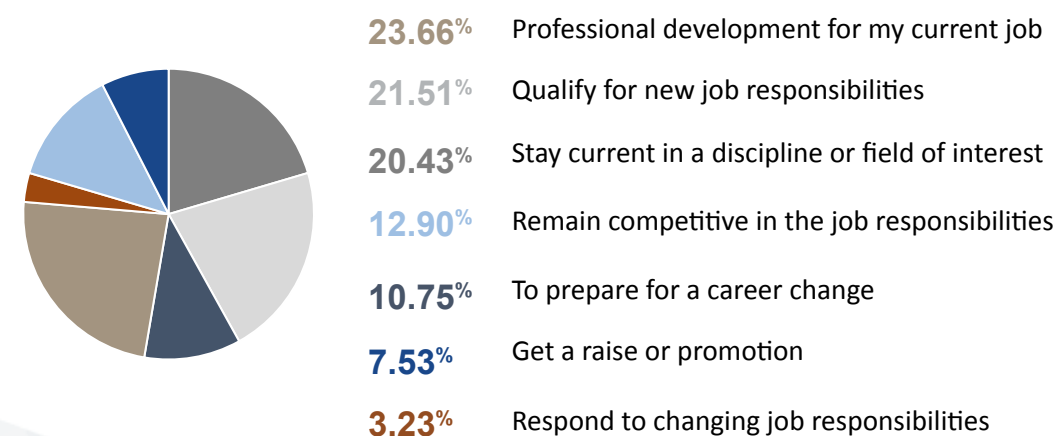 23.66% Professional development for my current job
21.51% Qualify for new job responsibilities
20.43% Stay current in a discipline or field of interest
12.90% Remain competitive in the job responsibilities
10.75% To prepare for a career change
7.53% Get a raise or promotion
3.23% Respond to changing job responsibilities